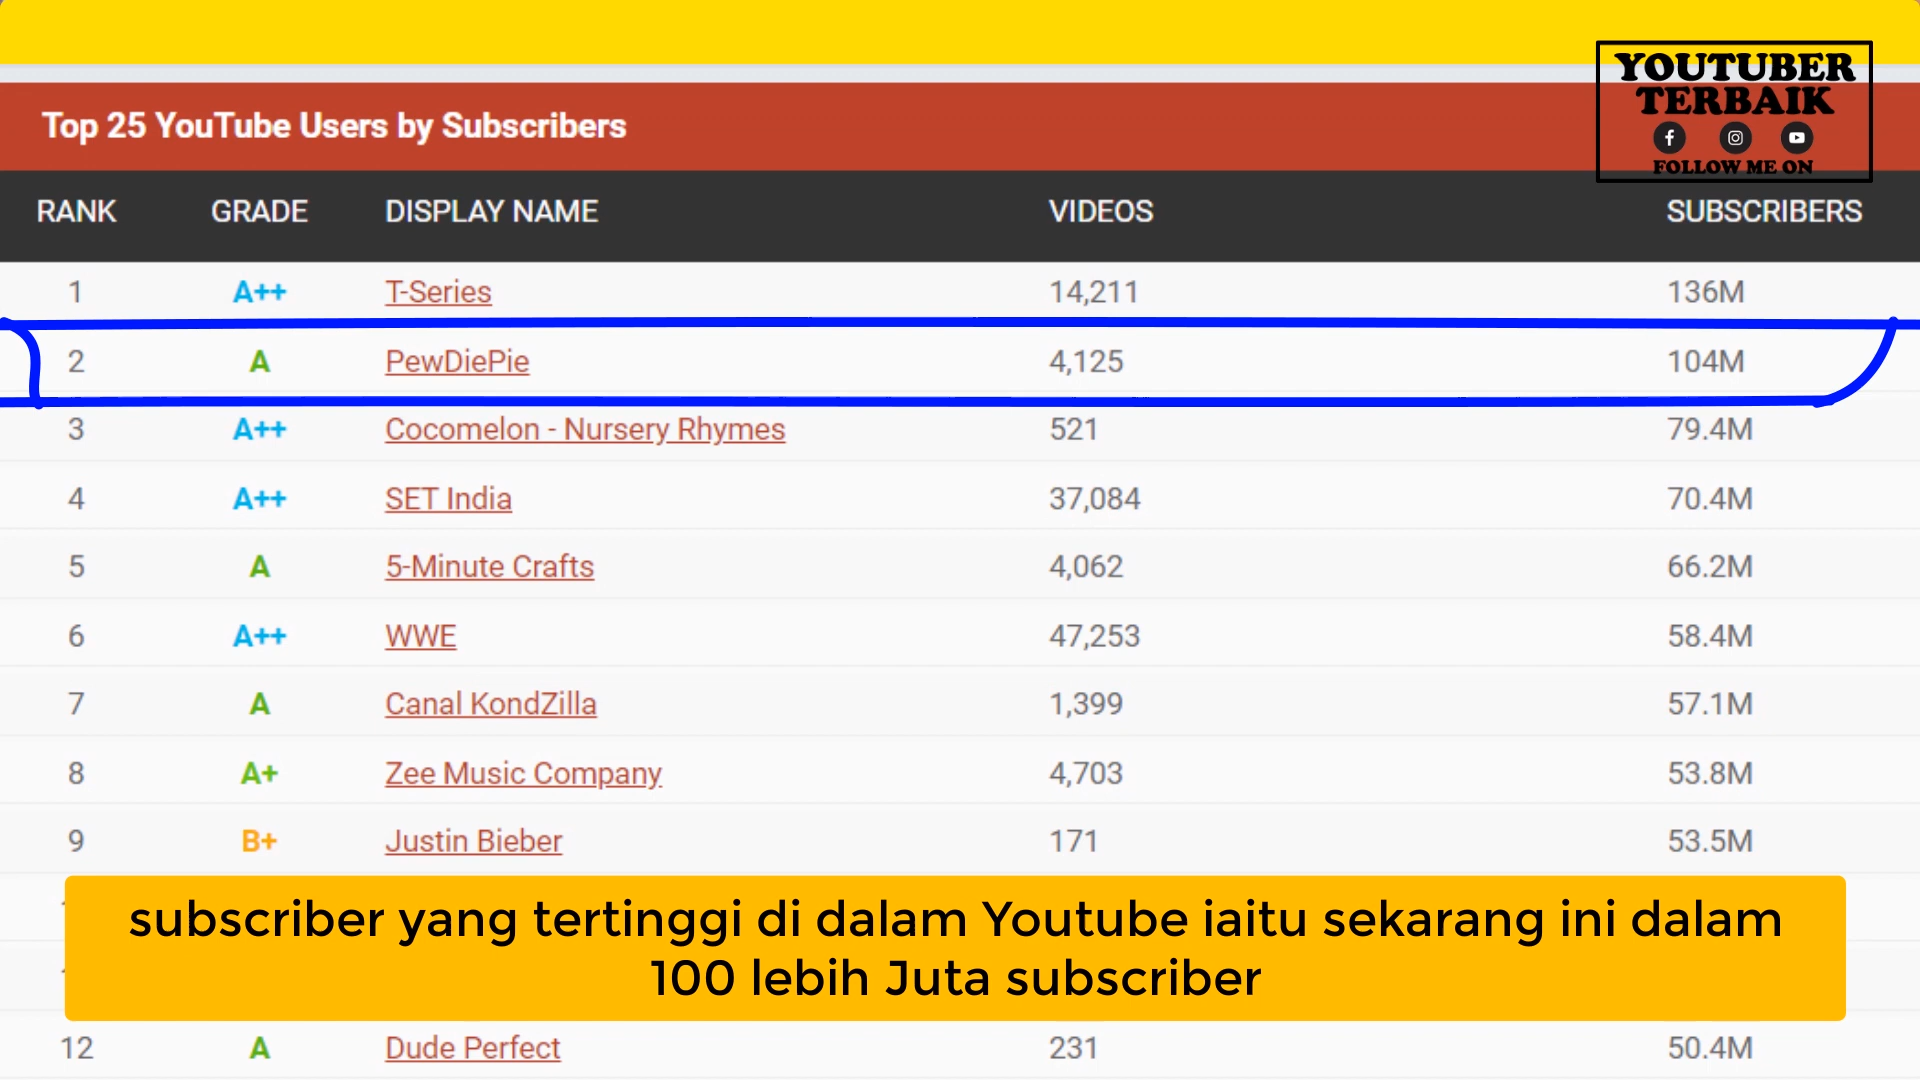 YOUTUBER
TERBAIK
FOLLOW ME ON
Top 25 YouTube Users by Subscribers
RANK GRADE DISPLAY NAME VIDEOS SUBSCRIBERS
1 A++ T-Series 14,211 136M
2 A PewDiePie 4,125 104M
3 A++ Cocomelon - Nursery Rhymes 521 79.4M
4 A++ SET India 37,084 70.4M
5 A 5-Minute Crafts 4,062 66.2M
6 A++ WWE 47,253 58.4M
7 A Canal KondZilla 1,399 57.1M
8 A+ Zee Music Company 4,703 53.8M
9 B+ Justin Bieber 171 53.5M
subscriber yang tertinggi di dalam Youtube iaitu sekarang ini dalam
100 lebih Juta subscriber
12 A Dude Perfect 231 50.4M